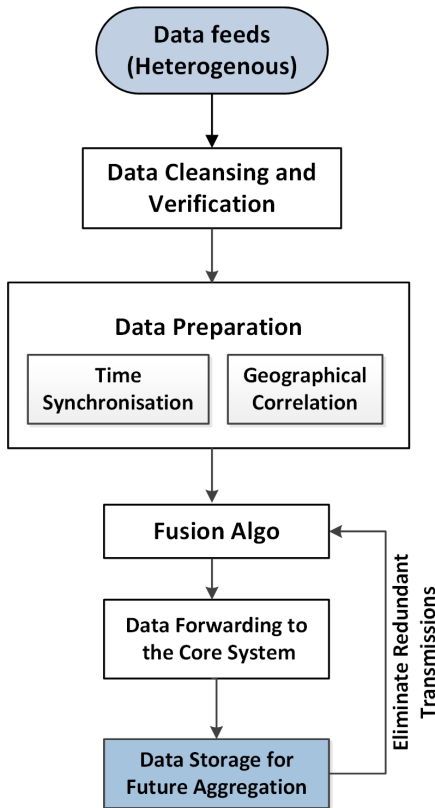 Data feeds
(Heterogenous)
Data Cleansing and
Verification
Data Preparation
Time
Synchronisation
Geographical
Correlation
Fusion Algo
Data Forwarding to
the Core System
Eliminate Redundant
Transmissions
Data Storage for
Future Aggregation